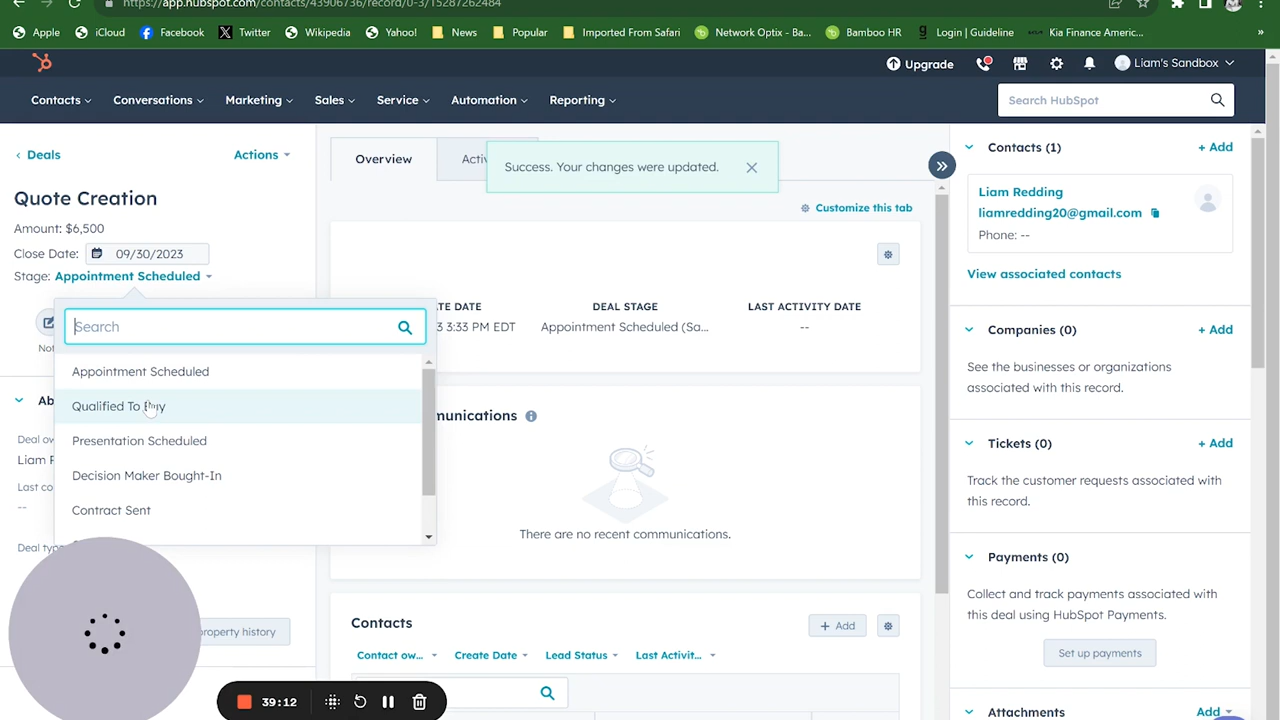 https://app.hubspot.com/contacts/43906736/record/0-3/15287262484
Apple iCloud Facebook Twitter Wikipedia Yahoo! News Popular Imported From Safari Network Optix - Ba... Bamboo HR Login | Guideline Kia Finance Americ... »
Upgrade Liam's Sandbox
Contacts Conversations Marketing Sales Service Automation Reporting Search HubSpot
Deals Actions
Quote Creation
Amount: $6,500
Close Date: 09/30/2023
Stage: Appointment Scheduled
Search
Appointment Scheduled
Qualified To Buy
Presentation Scheduled
Decision Maker Bought-In
Contract Sent
Not
Ab
Deal ow
Liam R
Last co
--
Deal typ
property history
39:12
Overview Activ
Success. Your changes were updated.
Customize this tab
TE DATE DEAL STAGE LAST ACTIVITY DATE
3 3:33 PM EDT Appointment Scheduled (Sa... --
munications
There are no recent communications.
Contacts + Add
Contact ow... Create Date Lead Status Last Activit...
Contacts (1) + Add
Liam Redding
liamredding20@gmail.com
Phone: --
View associated contacts
Companies (0) + Add
See the businesses or organizations
associated with this record.
Tickets (0) + Add
Track the customer requests associated with
this record.
Payments (0)
Collect and track payments associated with
this deal using HubSpot Payments.
Set up payments
Attachments Add